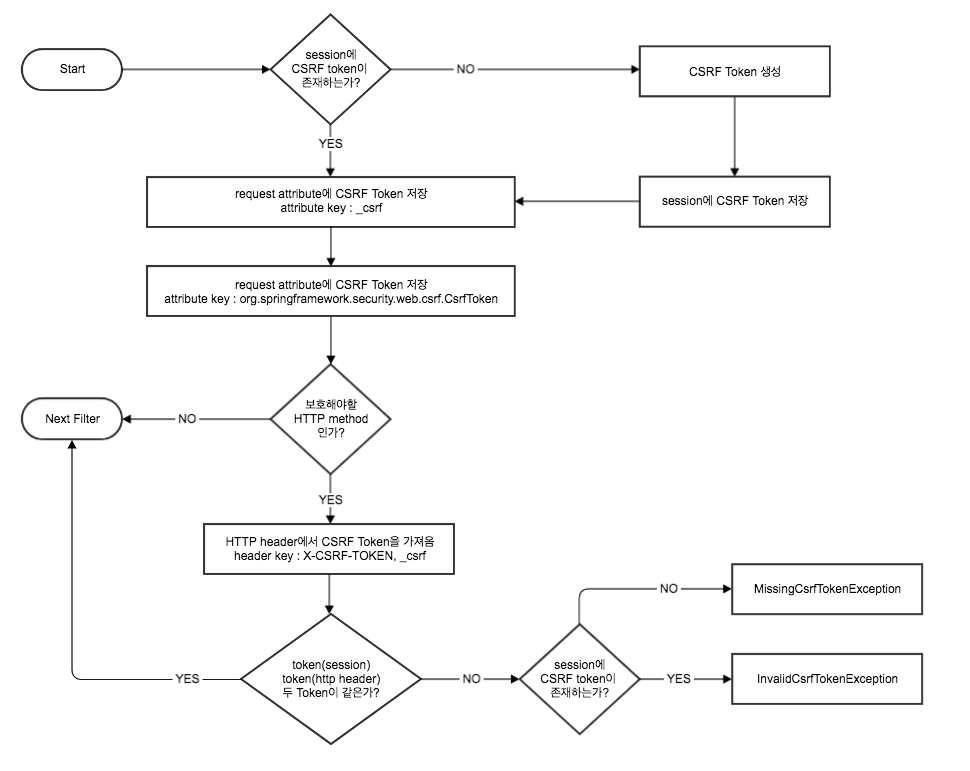 Start
session에
CSRF token이
존재하는가?
NO
CSRF Token 생성
YES
request attribute에 CSRF Token 저장
attribute key : _csrf
session에 CSRF Token 저장
request attribute에 CSRF Token 저장
attribute key : org.springframework.security.web.csrf.CsrfToken
Next Filter
NO
보호해야할
HTTP method
인가?
YES
HTTP header에서 CSRF Token을 가져옴
header key : X-CSRF-TOKEN, _csrf
NO
MissingCsrfTokenException
YES
token(session)
token(http header)
두 Token이 같은가?
NO
session에
CSRF token이
존재하는가?
YES
InvalidCsrfTokenException